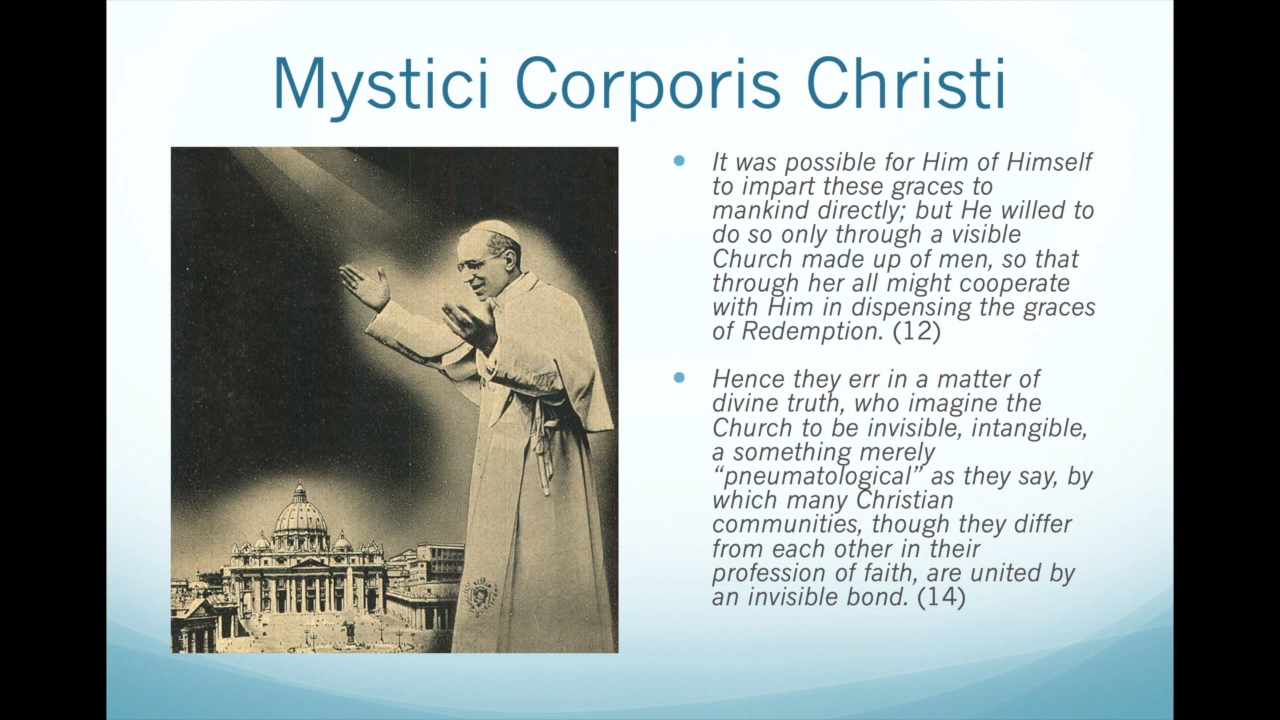 Mystici Corporis Christi
• It was possible for Him of Himself
to impart these graces to
mankind directly; but He willed to
do so only through a visible
Church made up of men, so that
through her all might cooperate
with Him in dispensing the graces
of Redemption. (12)
• Hence they err in a matter of
divine truth, who imagine the
Church to be invisible, intangible,
a something merely
“pneumatological” as they say, by
which many Christian
communities, though they differ
from each other in their
profession of faith, are united by
an invisible bond. (14)